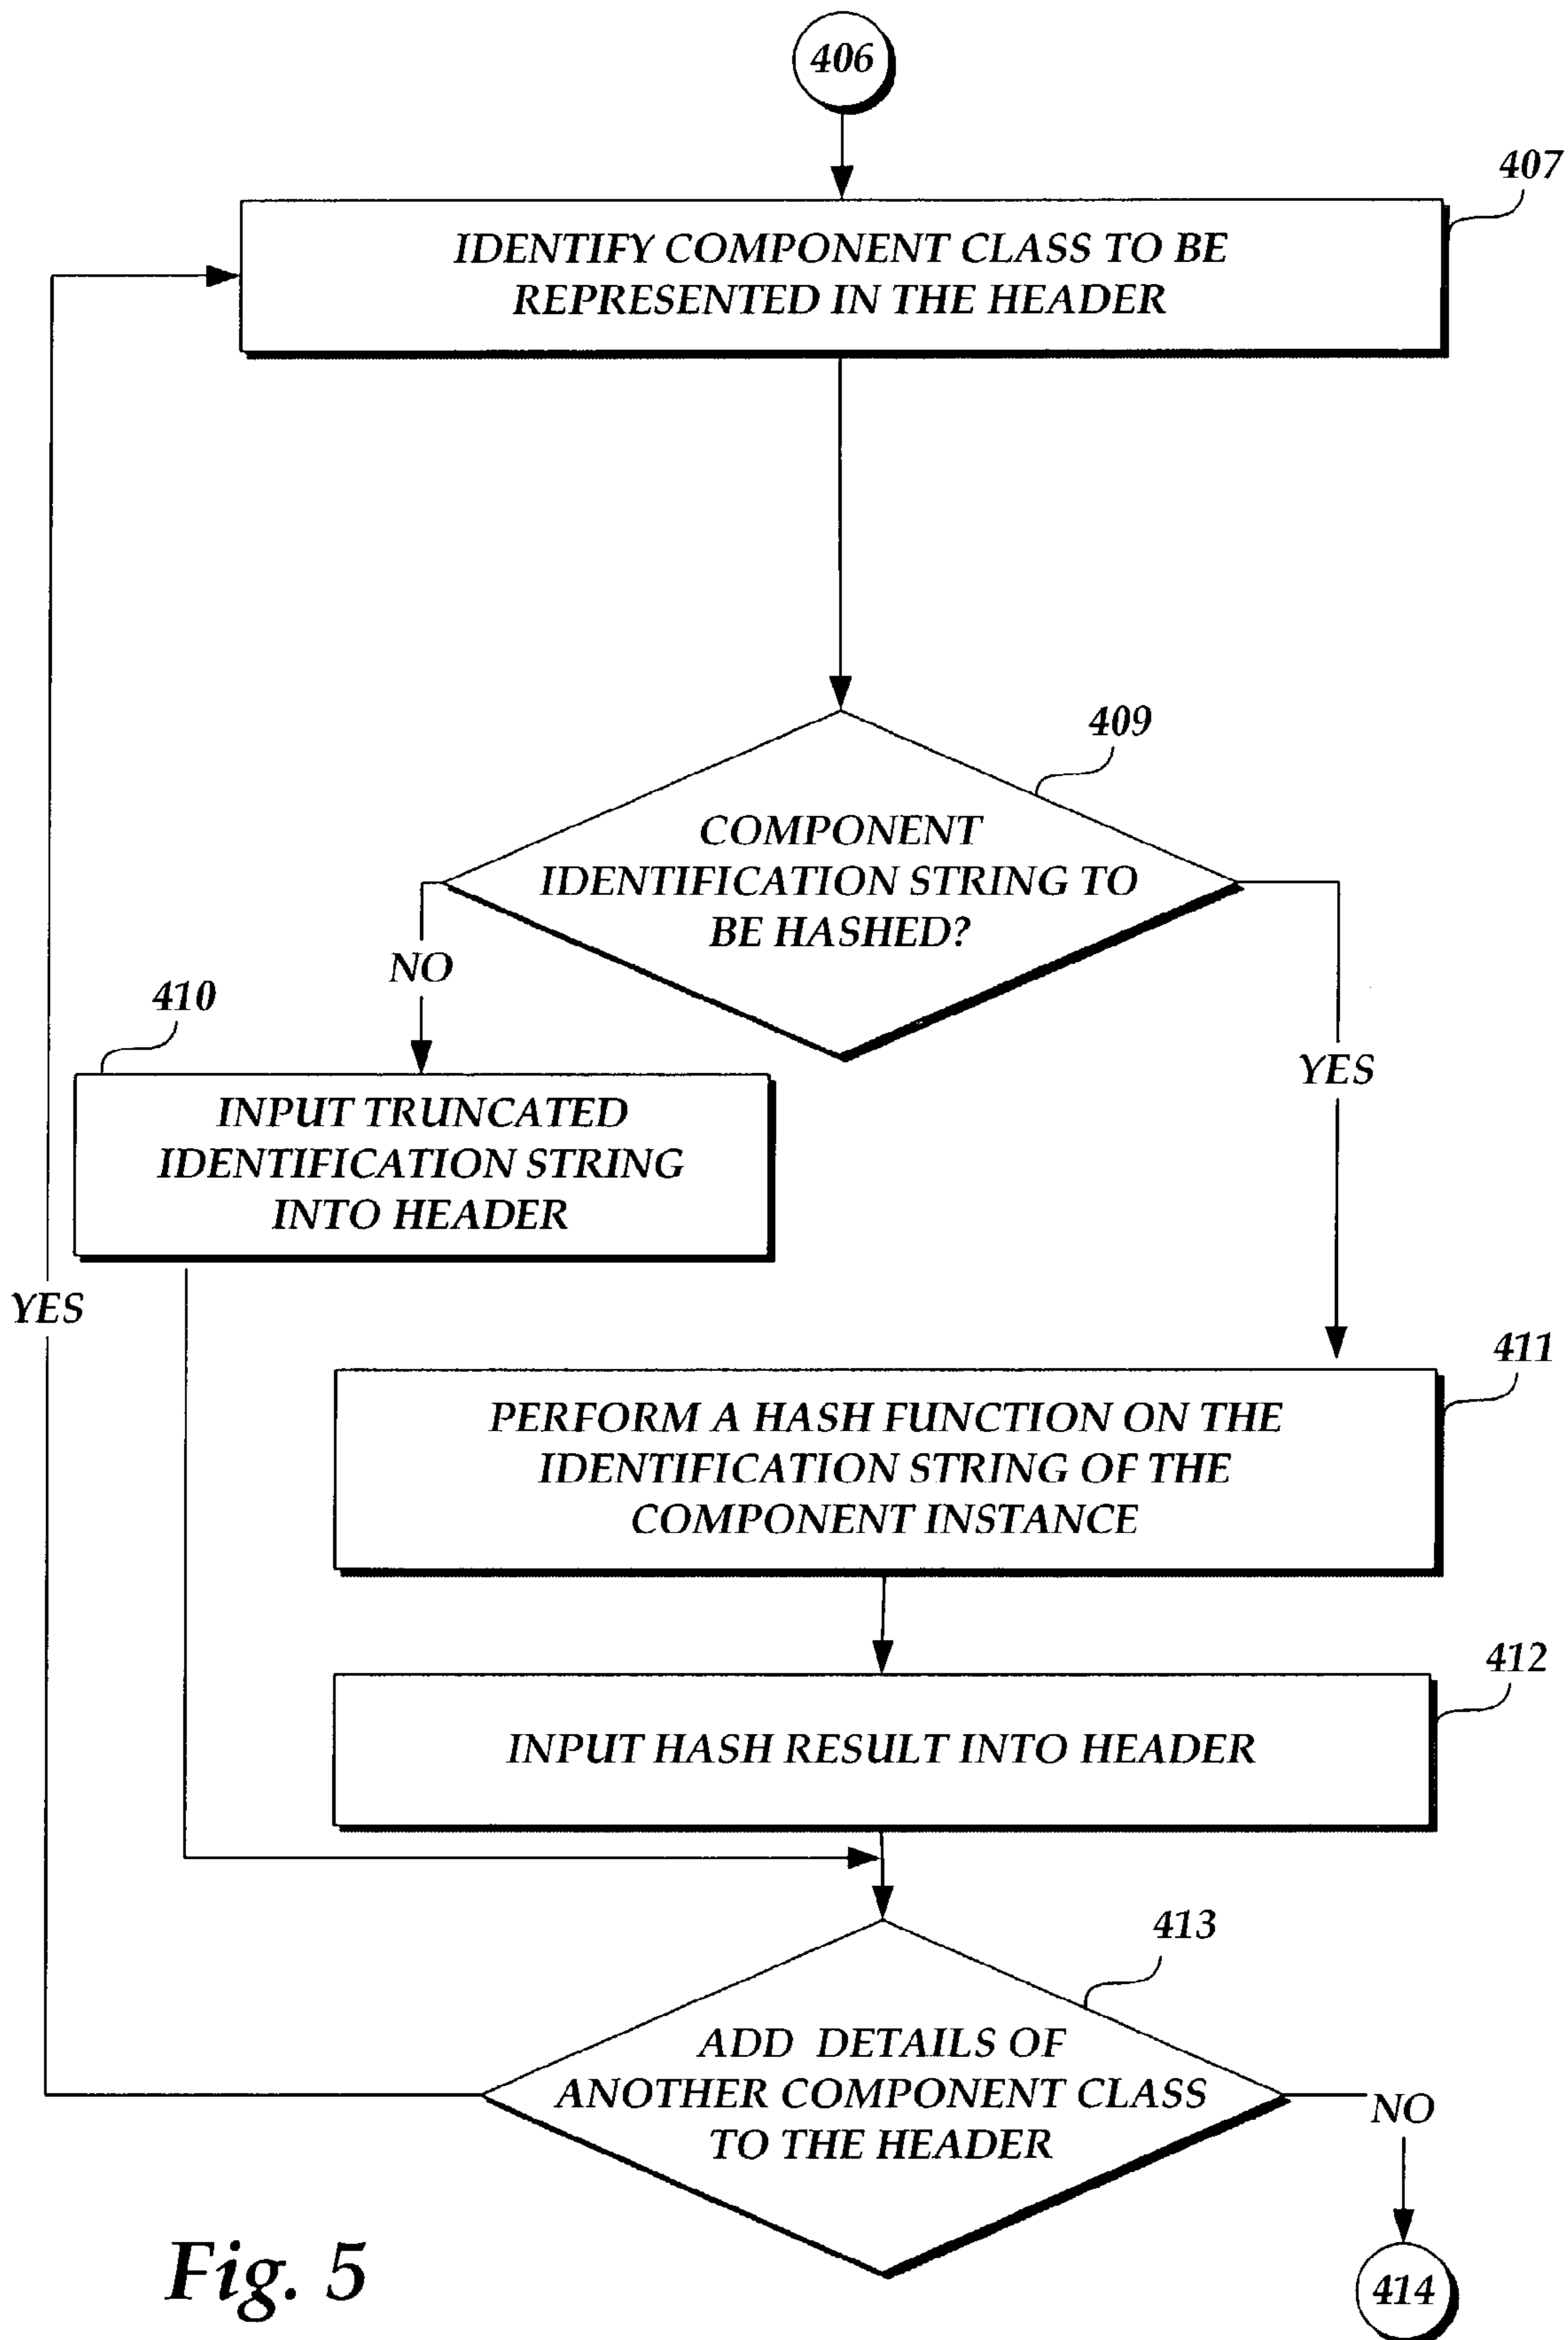 406
407
IDENTIFY COMPONENT CLASS TO BE
REPRESENTED IN THE HEADER
409
COMPONENT
IDENTIFICATION STRING TO
BE HASHED?
NO
YES
410
INPUT TRUNCATED
IDENTIFICATION STRING
INTO HEADER
YES
411
PERFORM A HASH FUNCTION ON THE
IDENTIFICATION STRING OF THE
COMPONENT INSTANCE
412
INPUT HASH RESULT INTO HEADER
413
ADD DETAILS OF
ANOTHER COMPONENT CLASS
TO THE HEADER
NO
414
Fig. 5